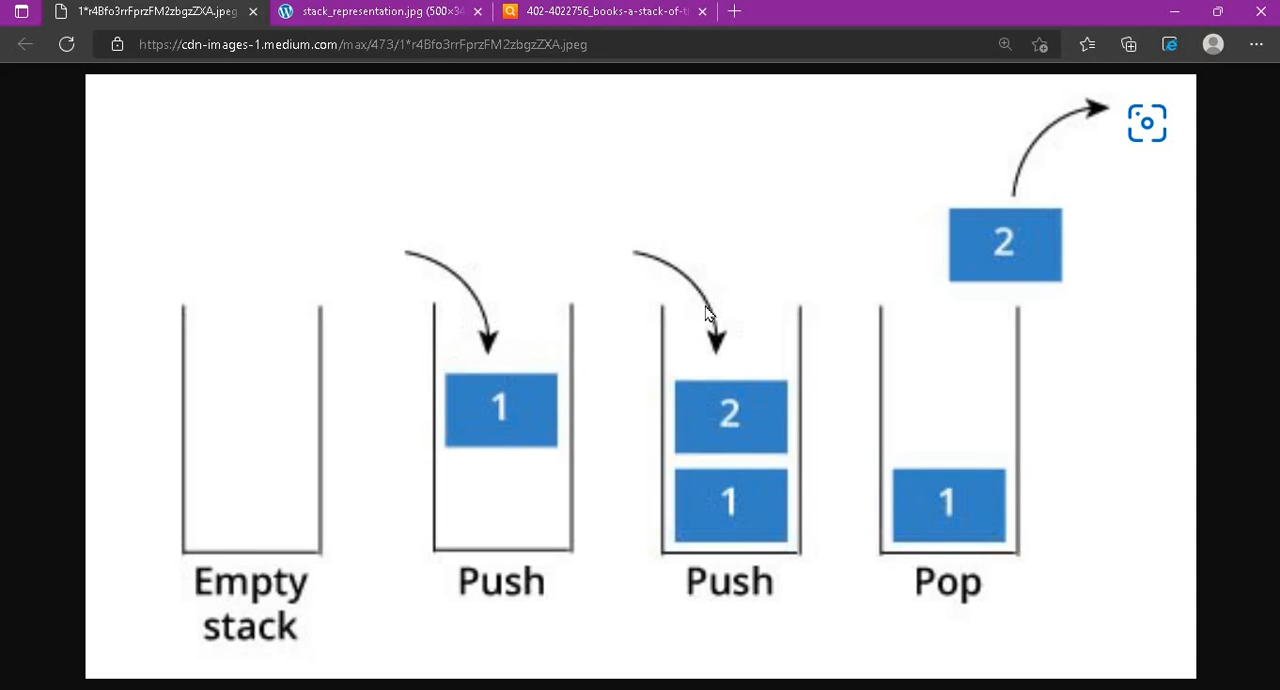 1*r4Bfo3rrFprzFM2zbgzZXA.jpeg
stack_representation.jpg (500×34
402-4022756_books-a-stack-of-t
https://cdn-images-1.medium.com/max/473/1*r4Bfo3rrFprzFM2zbgzZXA.jpeg
2
1
2
1
1
Empty
stack
Push
Push
Pop